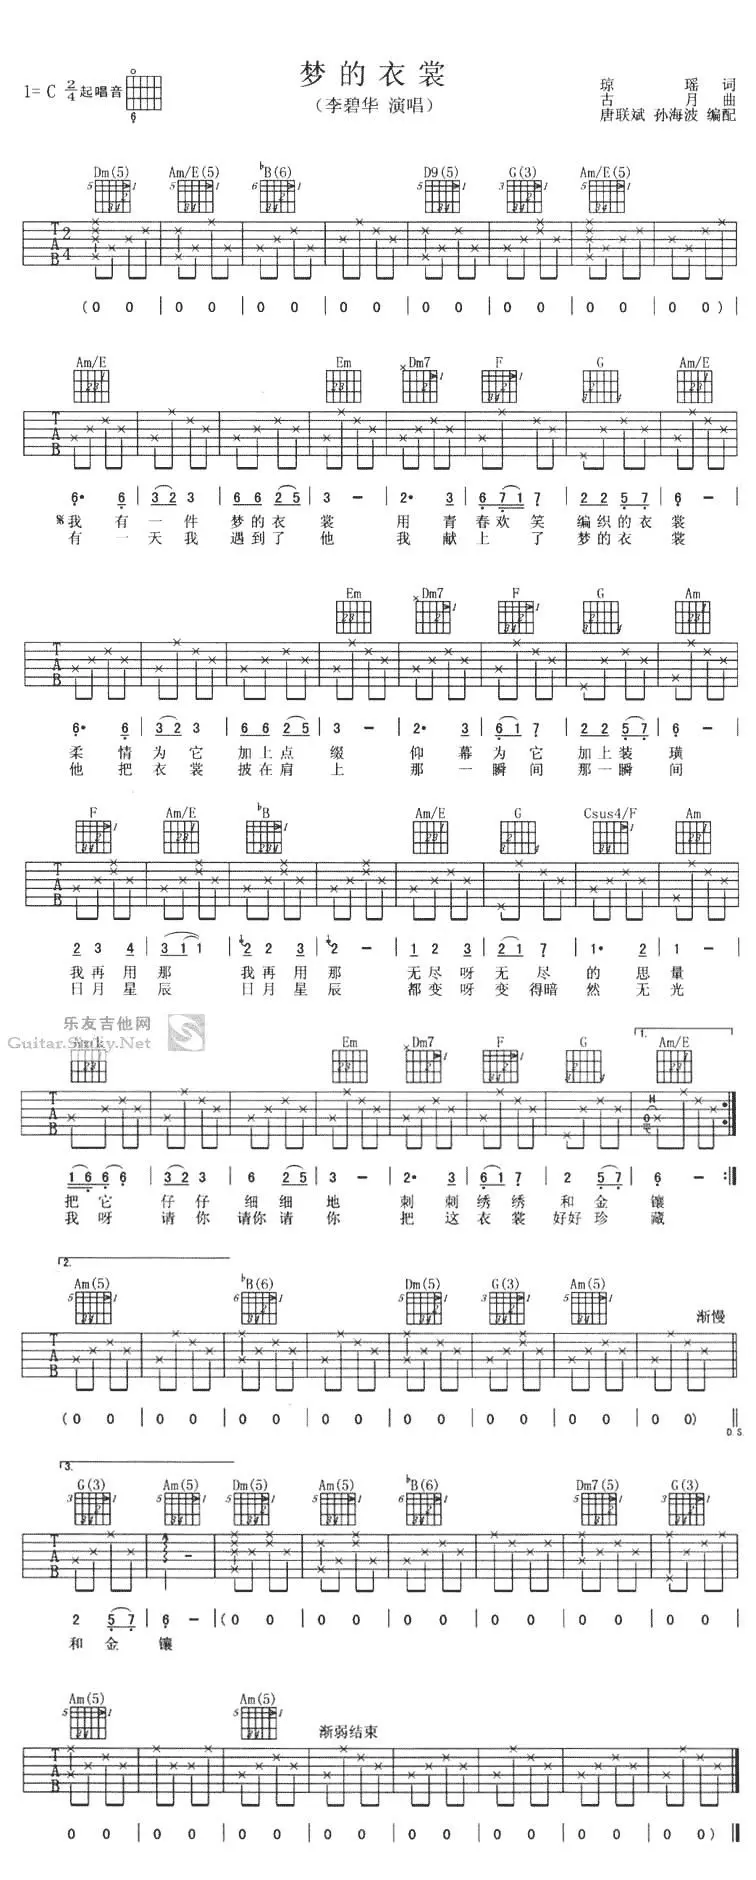 梦的衣裳
(李碧华 演唱)
1= C 2/4 起唱音
6
琼 瑶 词
古 月 曲
唐联斌 孙海波 编配
Dm(5) Am/E(5) ♭B(6) D9(5) G(3) Am/E(5)
(0 0 | 0 0 | 0 0 | 0 0 | 0 0 | 0 0 | 0 0 | 0 0) |
Am/E Em Dm7 F G Am/E
6· 6 | 3 2 3 | 6 6 2 5 | 3 - | 2· 3 | 6 7 1 7 | 2 2 5 7 | 6 - |
𝄋我 有 一 件 梦 的 衣 裳 用 青 春 欢 笑 编 织 的 衣 裳
有 一 天 我 遇 到 了 他 我 献 上 了 梦 的 衣 裳
Em Dm7 F G Am
6· 6 | 3 2 3 | 6 6 2 5 | 3 - | 2· 3 | 6 1 7 | 2 2 5 7 | 6 - |
柔 情 为 它 加 上 点 缀 仰 幕 为 它 加 上 装 璜
他 把 衣 裳 披 在 肩 上 那 一 瞬 间 那 一 瞬 间
F Am/E ♭B Am/E G Csus4/F Am
2 3 4 | 3 1 1 | 2 2 3 | 2 - | 1 2 3 | 2 1 7 | 1· 2 | 1 - |
我 再 用 那 我 再 用 那 无 尽 呀 无 尽 的 思 量
日 月 星 辰 日 月 星 辰 都 变 呀 变 得 暗 然 无 光
乐友吉他网
Guitar.Sinky.Net
Em Dm7 F G 1. Am/E
1 6 6 6 | 3 2 3 | 6 2 5 | 3 - | 2· 3 | 6 1 7 | 2 5 7 | 6 - :‖
把 它 仔 仔 细 细 地 刺 刺 绣 绣 和 金 镶
我 呀 请 你 请 你 请 你 把 这 衣 裳 好 好 珍 藏
2.
Am(5) ♭B(6) Dm(5) G(3) Am(5) 渐慢
(0 0 | 0 0 | 0 0 | 0 0 | 0 0 | 0 0 | 0 0 | 0 0) ‖
D.S.
3.
G(3) Am(5) Dm(5) Am(5) ♭B(6) Dm7(5) G(3)
2 5 7 | 6 - | (0 0 | 0 0 | 0 0 | 0 0 | 0 0 | 0 0 |
和 金 镶
Am(5) Am(5) 渐弱结束
0 0 | 0 0 | 0 0 | 0 0 | 0 0 | 0 0 | 0 0 | 0 0) ‖